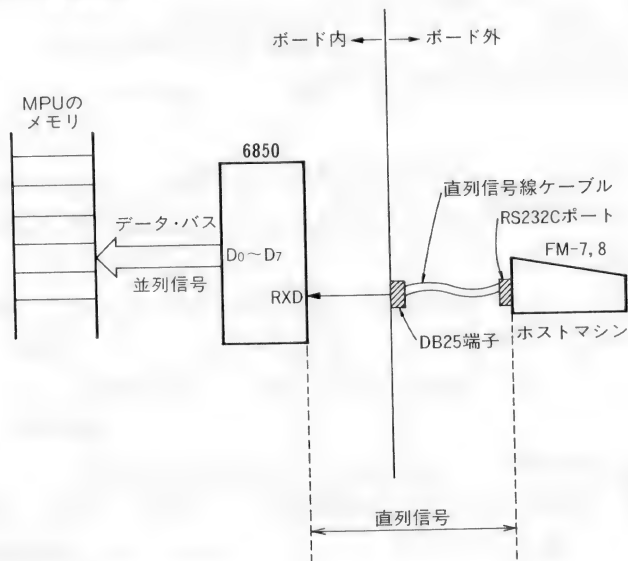 ボード内
ボード外
MPUの
メモリ
6850
直列信号線ケーブル
RS232Cポート
データ・バス
D₀～D₇
FM-7, 8
並列信号
RXD
ホストマシン
DB25端子
直列信号